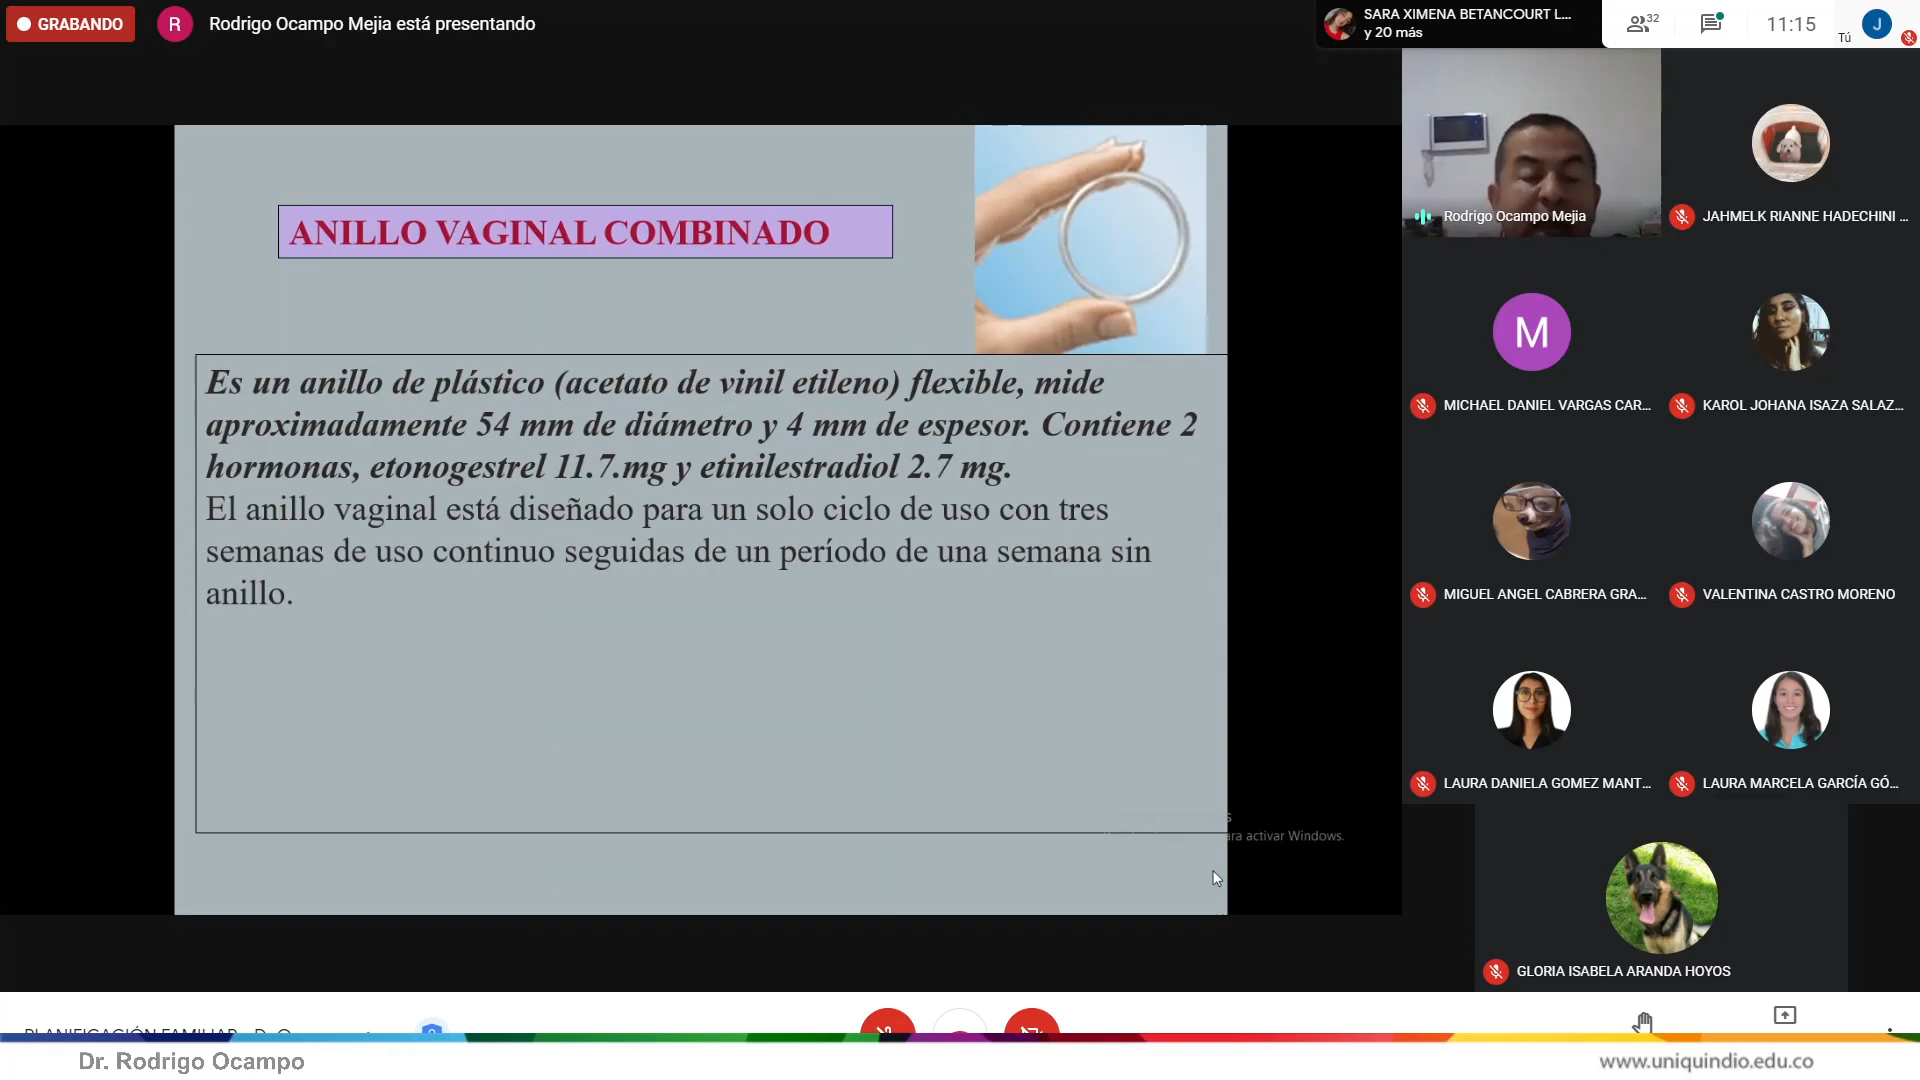 GRABANDO
R
Rodrigo Ocampo Mejia está presentando
SARA XIMENA BETANCOURT L...
y 20 más
32
11:15
Tú
J
ANILLO VAGINAL COMBINADO
Es un anillo de plástico (acetato de vinil etileno) flexible, mide
aproximadamente 54 mm de diámetro y 4 mm de espesor. Contiene 2
hormonas, etonogestrel 11.7.mg y etinilestradiol 2.7 mg.
El anillo vaginal está diseñado para un solo ciclo de uso con tres
semanas de uso continuo seguidas de un período de una semana sin
anillo.
ara activar Windows.
Rodrigo Ocampo Mejia
JAHMELK RIANNE HADECHINI ...
M
MICHAEL DANIEL VARGAS CAR...
KAROL JOHANA ISAZA SALAZ...
MIGUEL ANGEL CABRERA GRA...
VALENTINA CASTRO MORENO
LAURA DANIELA GOMEZ MANT...
LAURA MARCELA GARCÍA GÓ...
GLORIA ISABELA ARANDA HOYOS
PLANIFICACIÓN FAMILIAR
Dr. Rodrigo Ocampo
www.uniquindio.edu.co